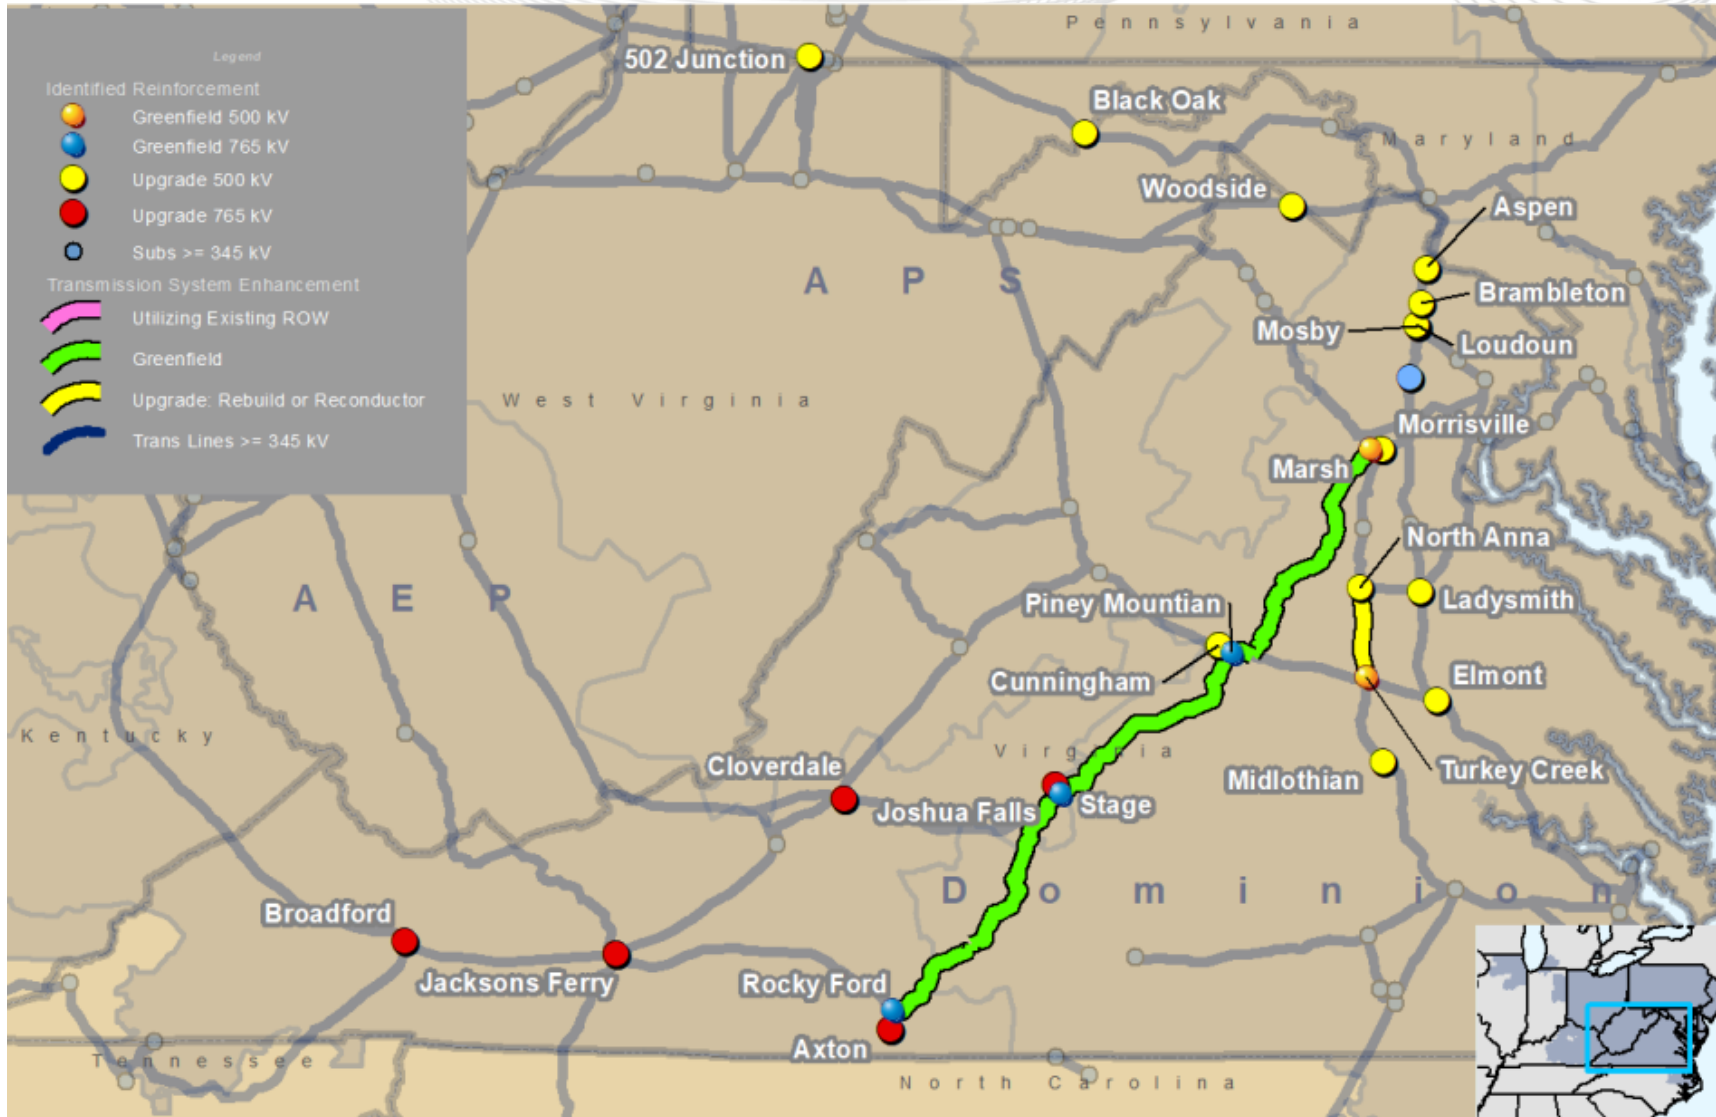 Legend
Identified Reinforcement
Greenfield 500 kV
Greenfield 765 kV
Upgrade 500 kV
Upgrade 765 kV
Subs >= 345 kV
Transmission System Enhancement
Utilizing Existing ROW
Greenfield
Upgrade: Rebuild or Reconductor
Trans Lines >= 345 kV
Pennsylvania
502 Junction
Black Oak
Maryland
Woodside
Aspen
APS
Brambleton
Mosby
Loudoun
West Virginia
Morrisville
Marsh
North Anna
AEP
Piney Mountian
Ladysmith
Cunningham
Elmont
Kentucky
Virginia
Cloverdale
Midlothian
Turkey Creek
Joshua Falls
Stage
Dominion
Broadford
Jacksons Ferry
Rocky Ford
Axton
Tennessee
North Carolina